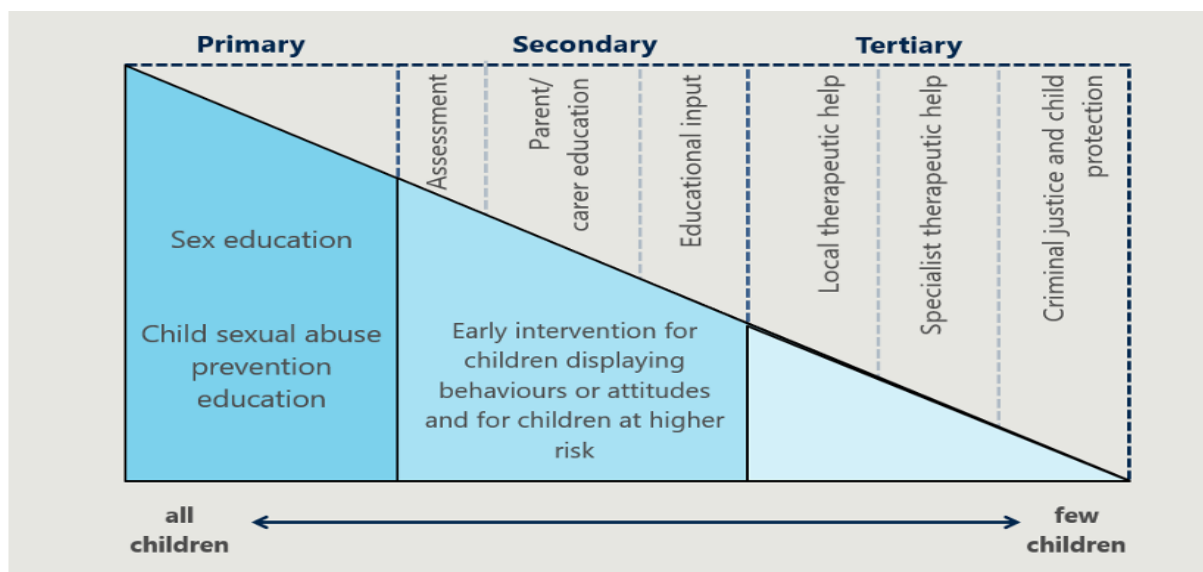 Primary
Secondary
Tertiary
Assessment
Parent/
carer education
Educational input
Local therapeutic help
Specialist therapeutic help
Criminal justice and child
protection
Sex education
Child sexual abuse
prevention
education
Early intervention for
children displaying
behaviours or attitudes
and for children at higher
risk
all
children
few
children